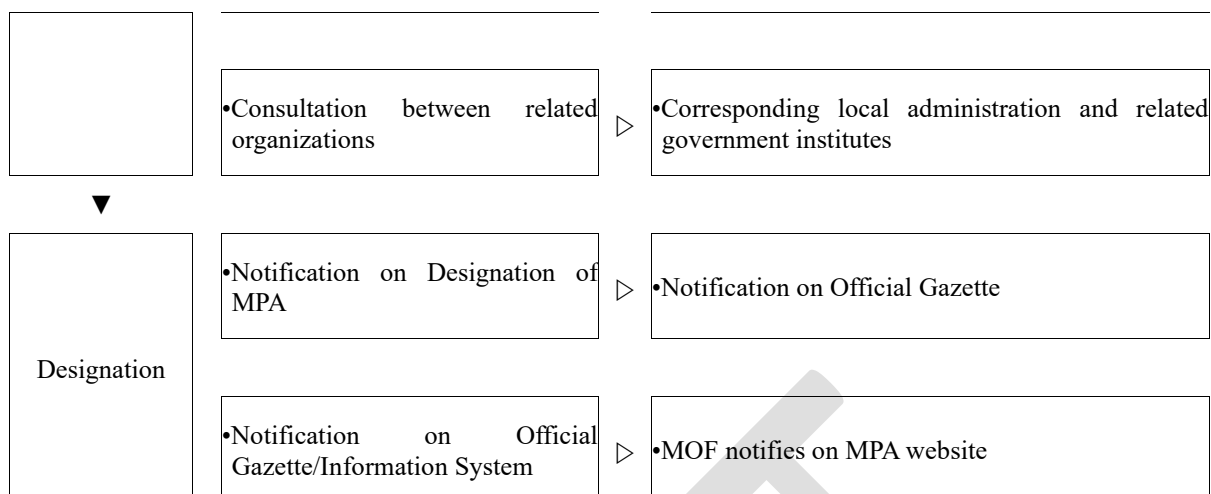 •Consultation between related
organizations
▷
•Corresponding local administration and related
government institutes
▼
Designation
•Notification on Designation of
MPA
▷
•Notification on Official Gazette
•Notification on Official
Gazette/Information System
▷
•MOF notifies on MPA website